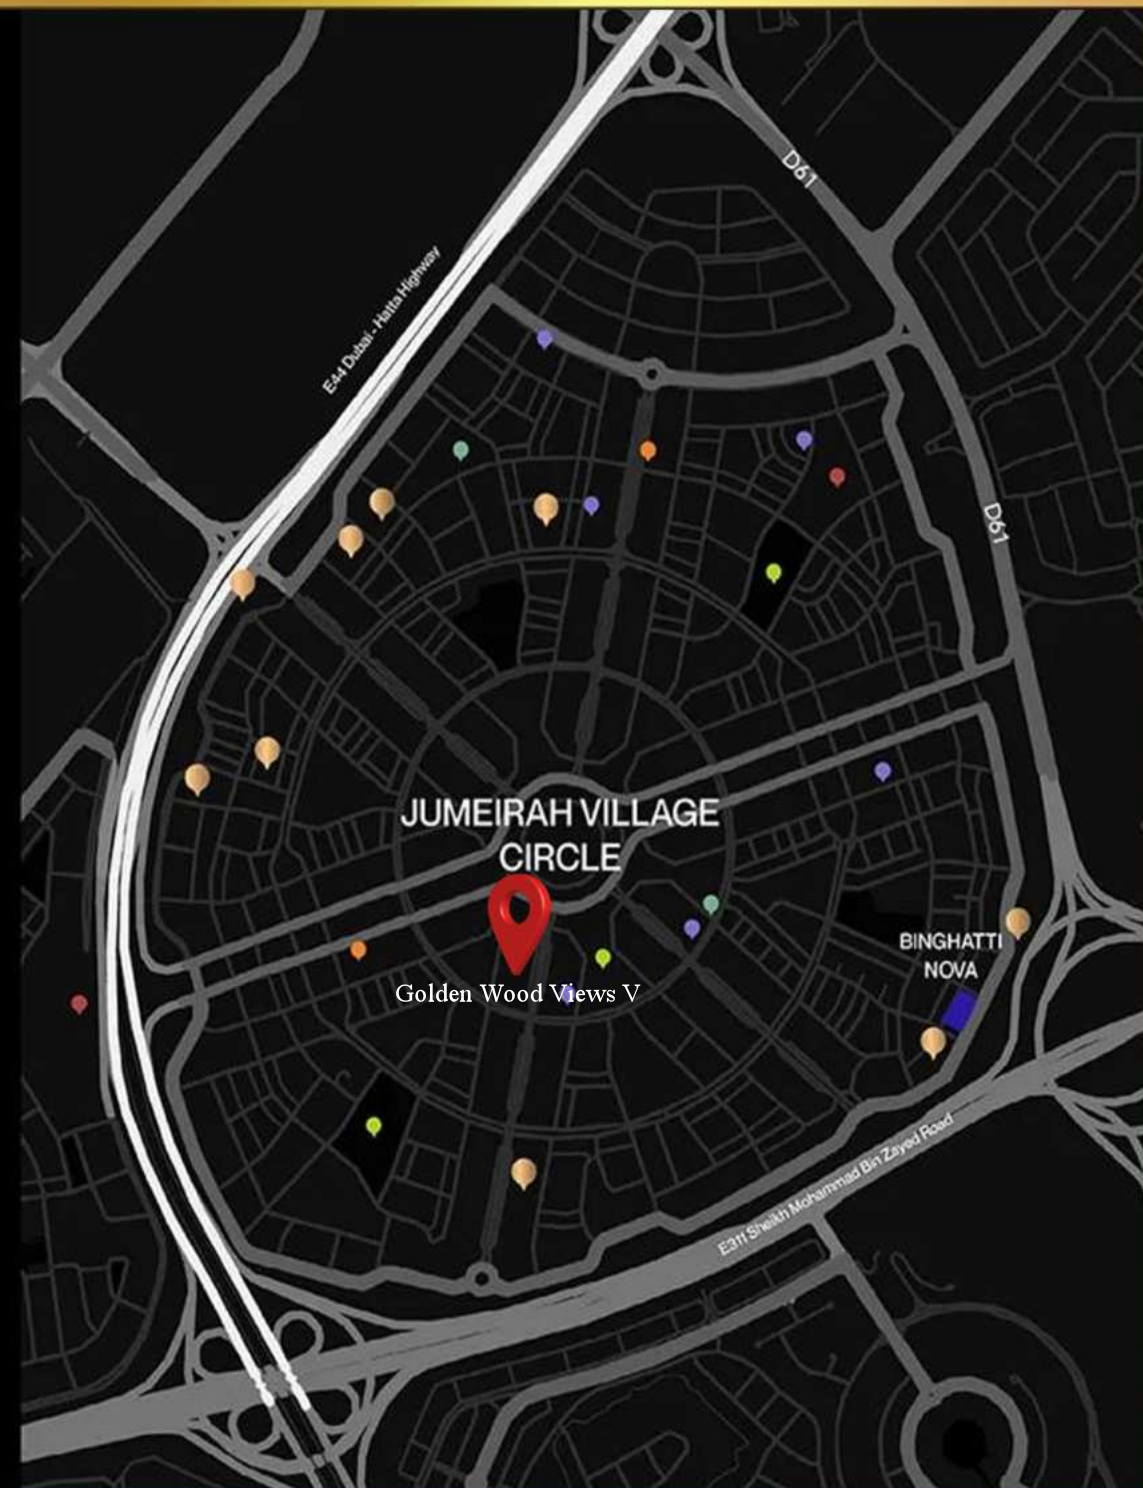 D61
E44 Dubai - Hatta Highway
D61
JUMEIRAH VILLAGE
CIRCLE
BINGHATTI
NOVA
Golden Wood Views V
E311 Sheikh Mohammad Bin Zayed Road